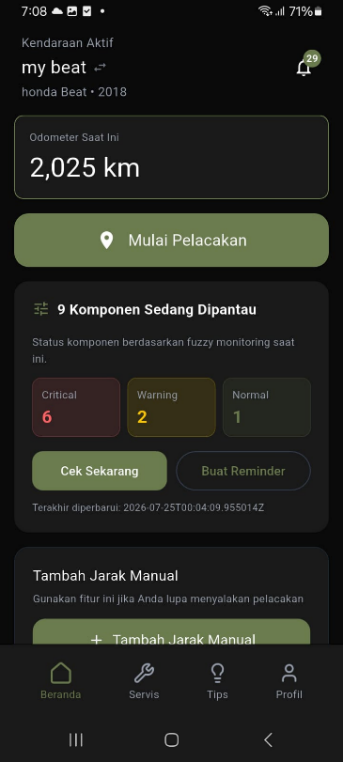 7:08
71%
Kendaraan Aktif
my beat
29
honda Beat • 2018
Odometer Saat Ini
2,025 km
Mulai Pelacakan
9 Komponen Sedang Dipantau
Status komponen berdasarkan fuzzy monitoring saat
ini.
Critical
6
Warning
2
Normal
1
Cek Sekarang
Buat Reminder
Terakhir diperbarui: 2026-07-25T00:04:09.955014Z
Tambah Jarak Manual
Gunakan fitur ini jika Anda lupa menyalakan pelacakan
+ Tambah Jarak Manual
Beranda
Servis
Tips
Profil